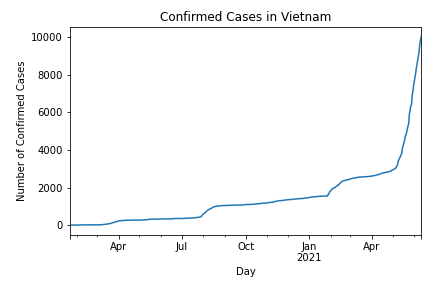 Confirmed Cases in Vietnam
Number of Confirmed Cases
10000
8000
6000
4000
2000
0
Apr
Jul
Oct
Jan
2021
Apr
Day